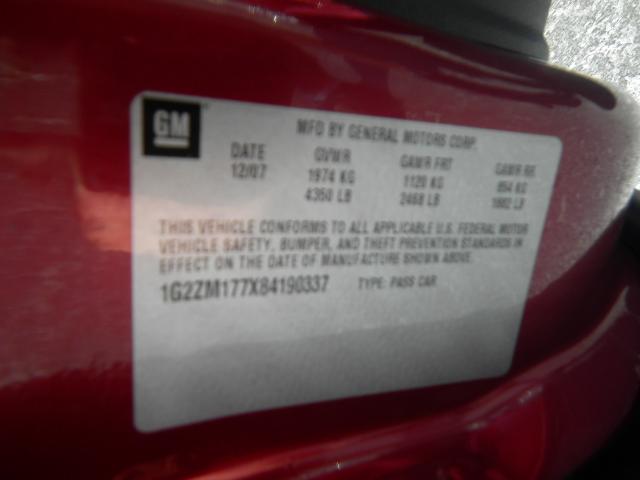 GM
MFD BY GENERAL MOTORS CORP.
DATE GVWR GAWR FRT GAWR RR
12/07 1974 KG 1120 KG 854 KG
4350 LB 2468 LB 1882 LB
THIS VEHICLE CONFORMS TO ALL APPLICABLE U.S. FEDERAL MOTOR
VEHICLE SAFETY, BUMPER, AND THEFT PREVENTION STANDARDS IN
EFFECT ON THE DATE OF MANUFACTURE SHOWN ABOVE.
1G2ZM177X84190337 TYPE: PASS CAR